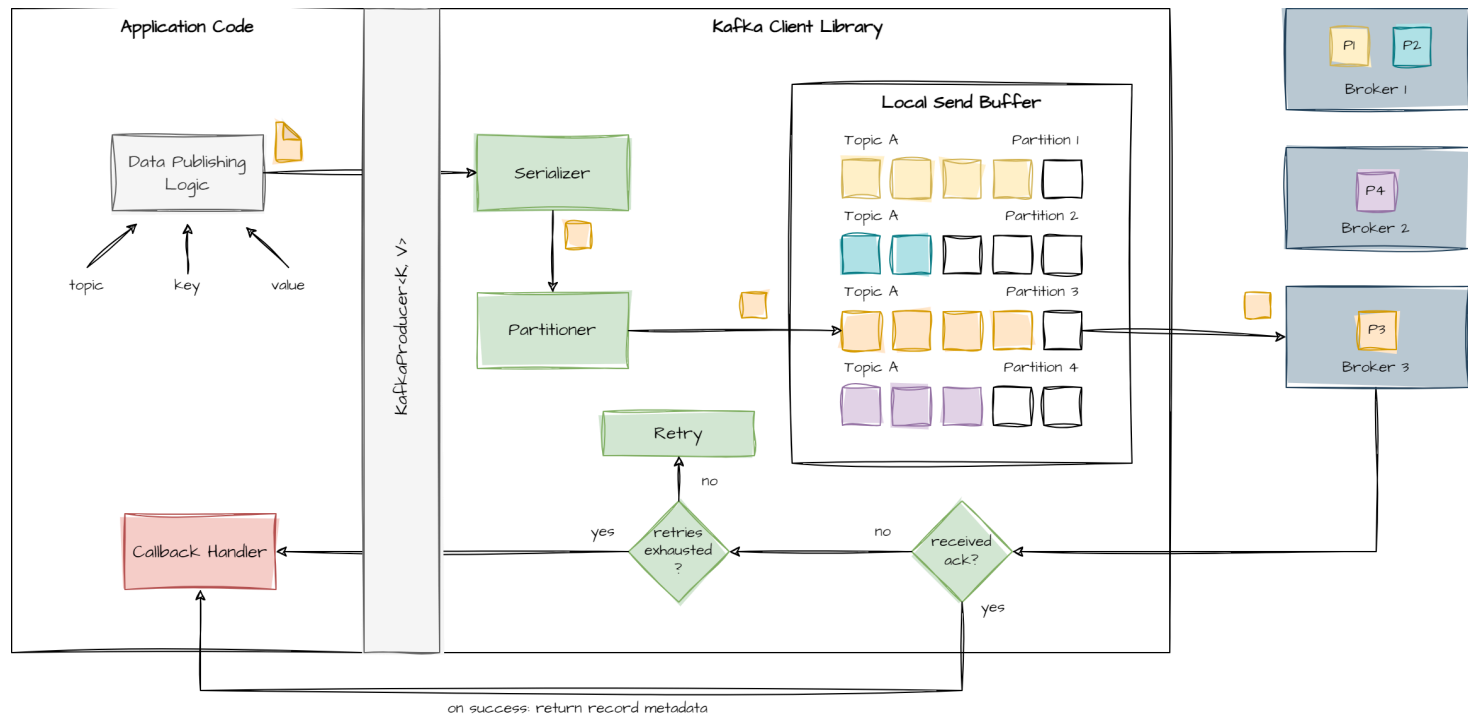 Application Code
Kafka Client Library
P1
P2
Broker 1
Local Send Buffer
Data Publishing
Logic
topic
key
value
KafkaProducer<K, V>
Serializer
Partitioner
Topic A
Partition 1
Topic A
Partition 2
Topic A
Partition 3
Topic A
Partition 4
P4
Broker 2
P3
Broker 3
Retry
no
yes
retries
exhausted
?
no
received
ack?
yes
Callback Handler
on success: return record metadata